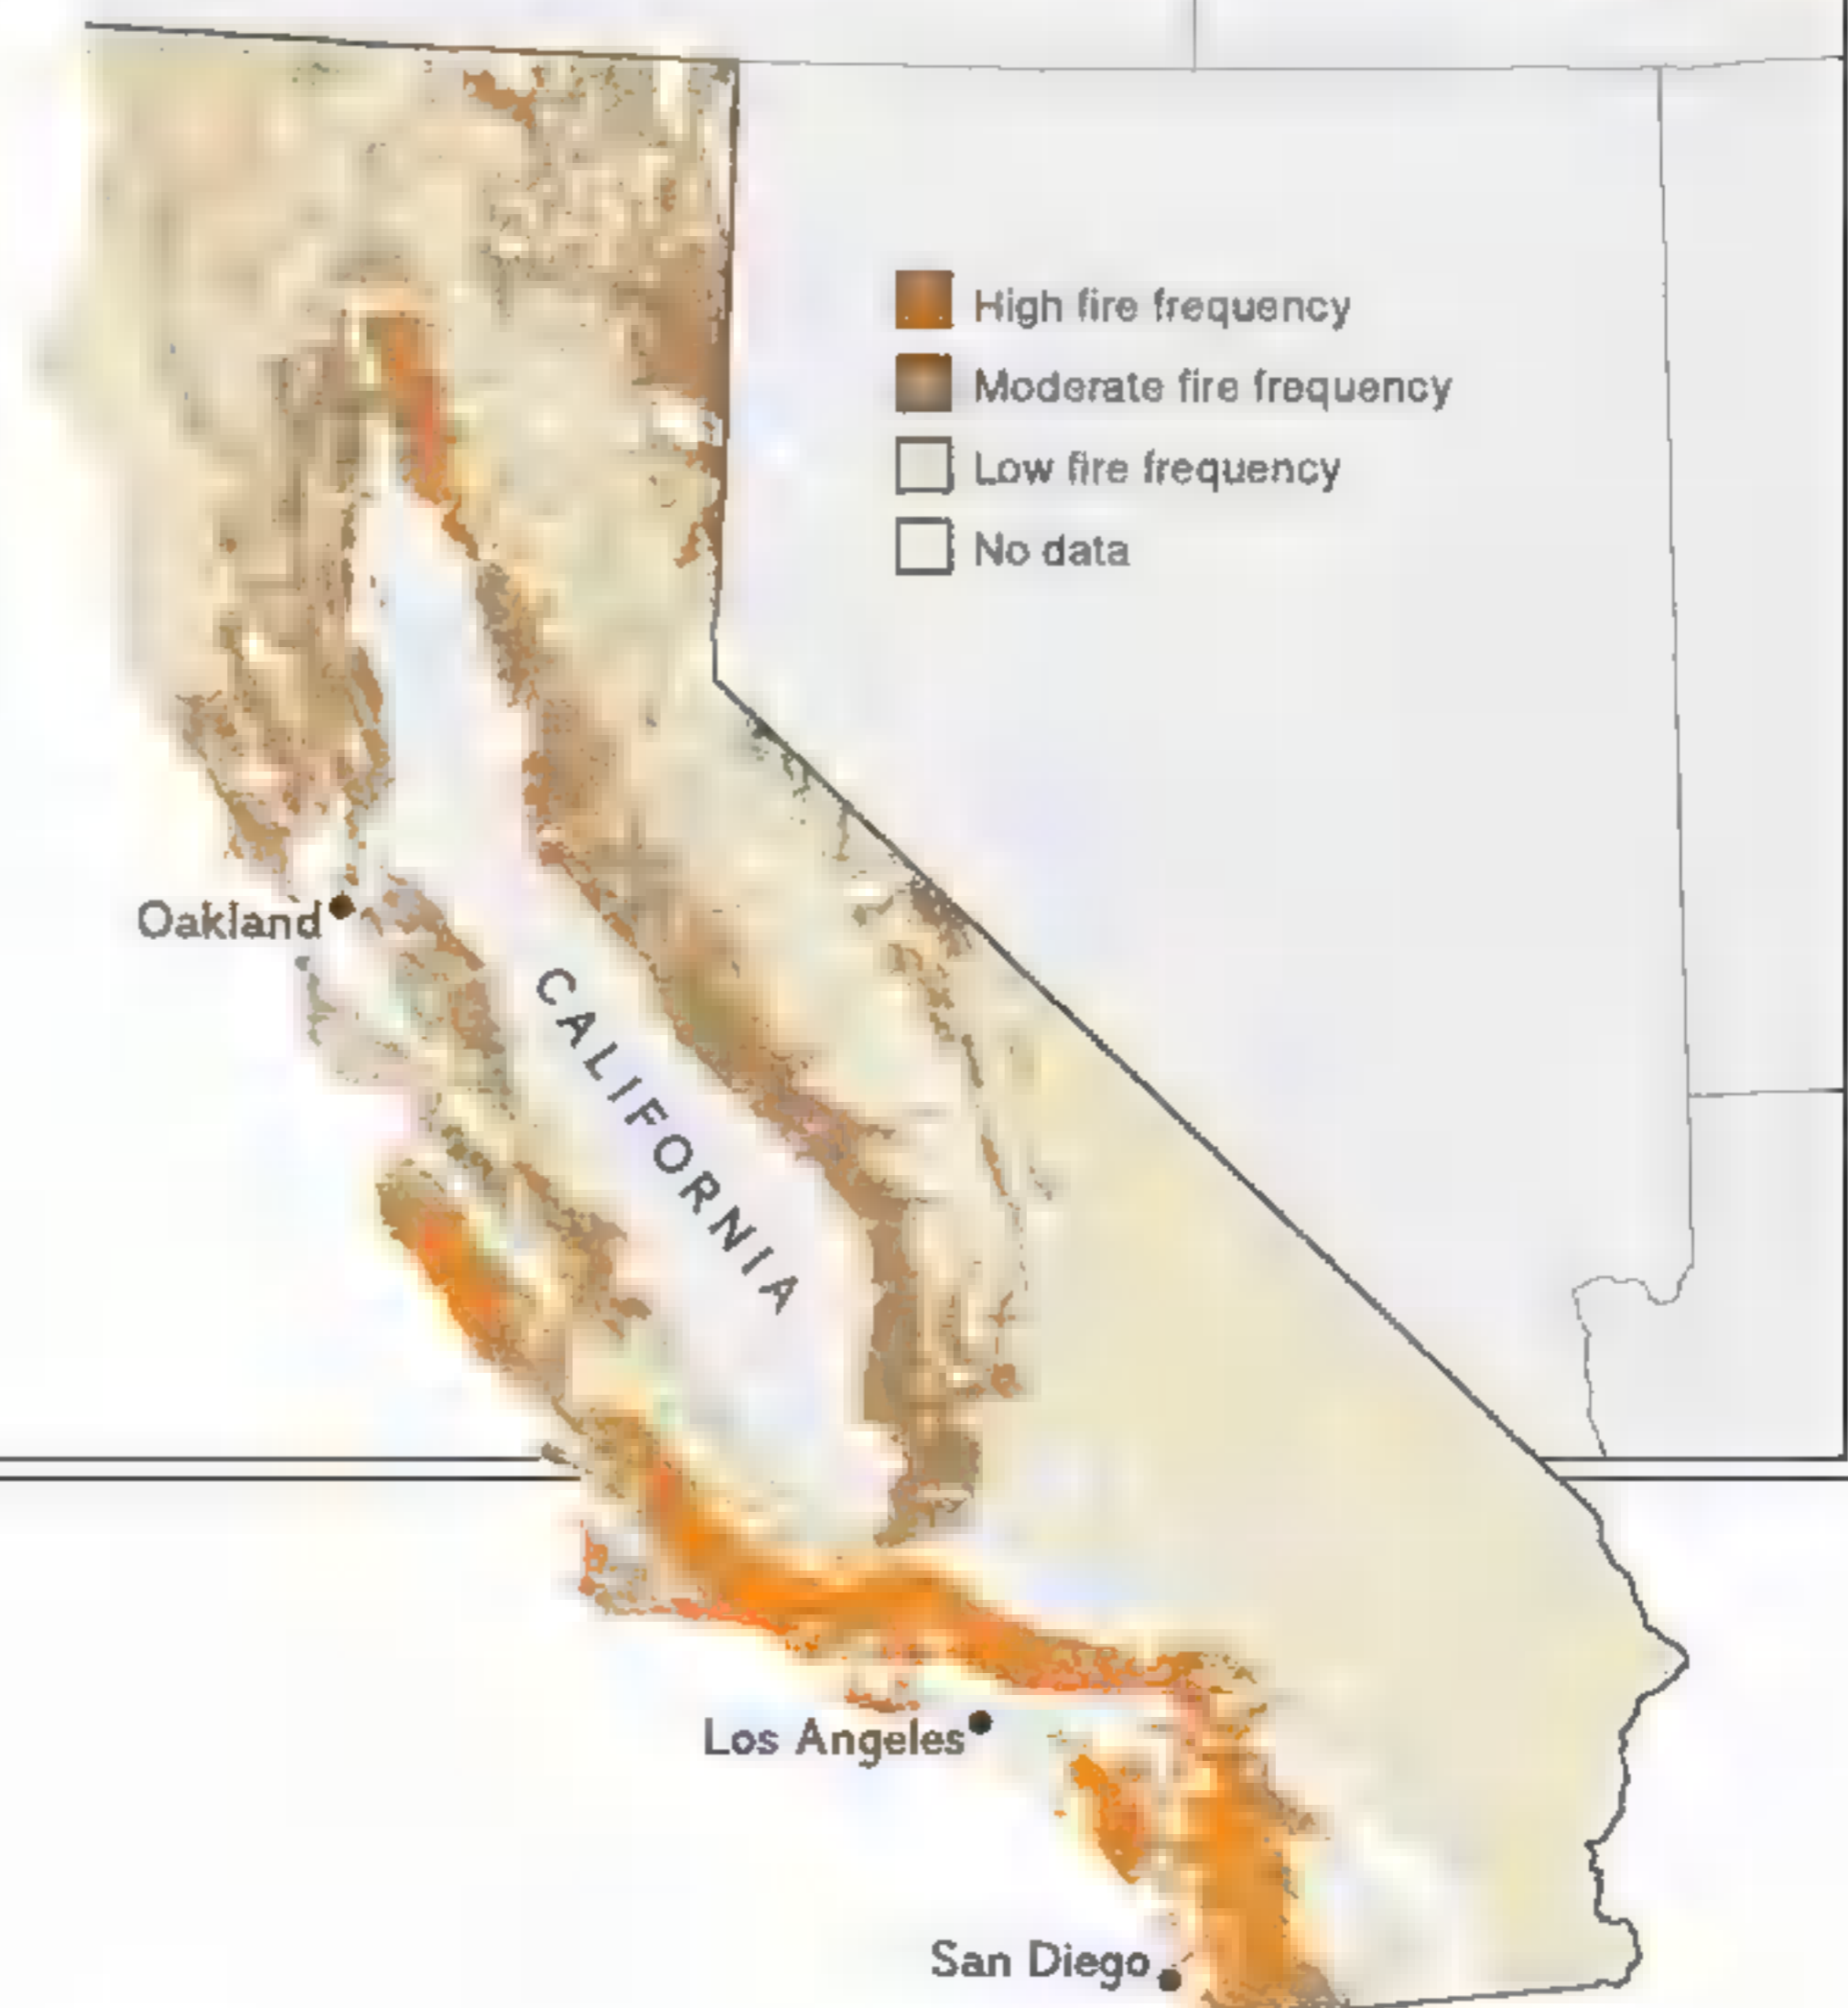 High fire frequency
Moderate fire frequency
Low fire frequency
No data
Oakland
CALIFORNIA
Los Angeles
San Diego